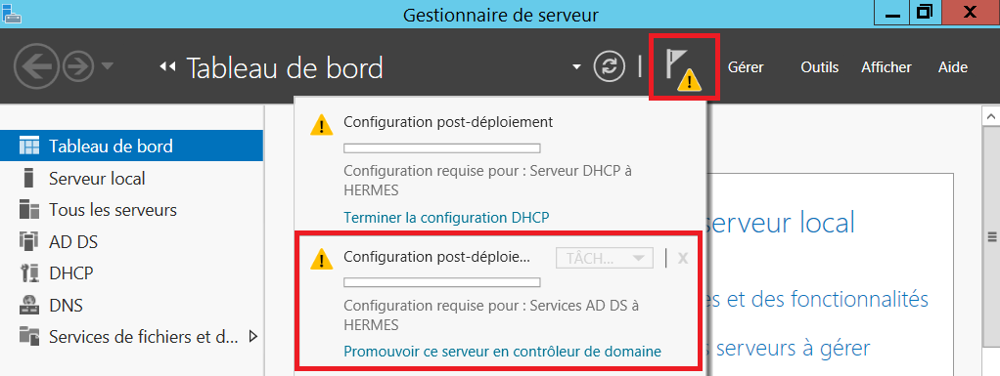 Gestionnaire de serveur
Tableau de bord
Gérer
Outils
Afficher
Aide
Tableau de bord
Serveur local
Tous les serveurs
AD DS
DHCP
DNS
Services de fichiers et d...
Configuration post-déploiement
Configuration requise pour : Serveur DHCP à
HERMES
Terminer la configuration DHCP
Configuration post-déploie...
TÂCH...
X
Configuration requise pour : Services AD DS à
HERMES
Promouvoir ce serveur en contrôleur de domaine
serveur local
es et des fonctionnalités
s serveurs à gérer